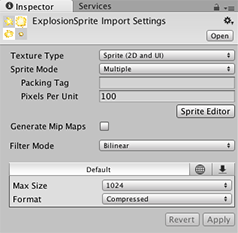 Inspector Services
ExplosionSprite Import Settings
Open
Texture Type Sprite (2D and UI)
Sprite Mode Multiple
Packing Tag
Pixels Per Unit 100
Sprite Editor
Generate Mip Maps
Filter Mode Bilinear
Default
Max Size 1024
Format Compressed
Revert Apply